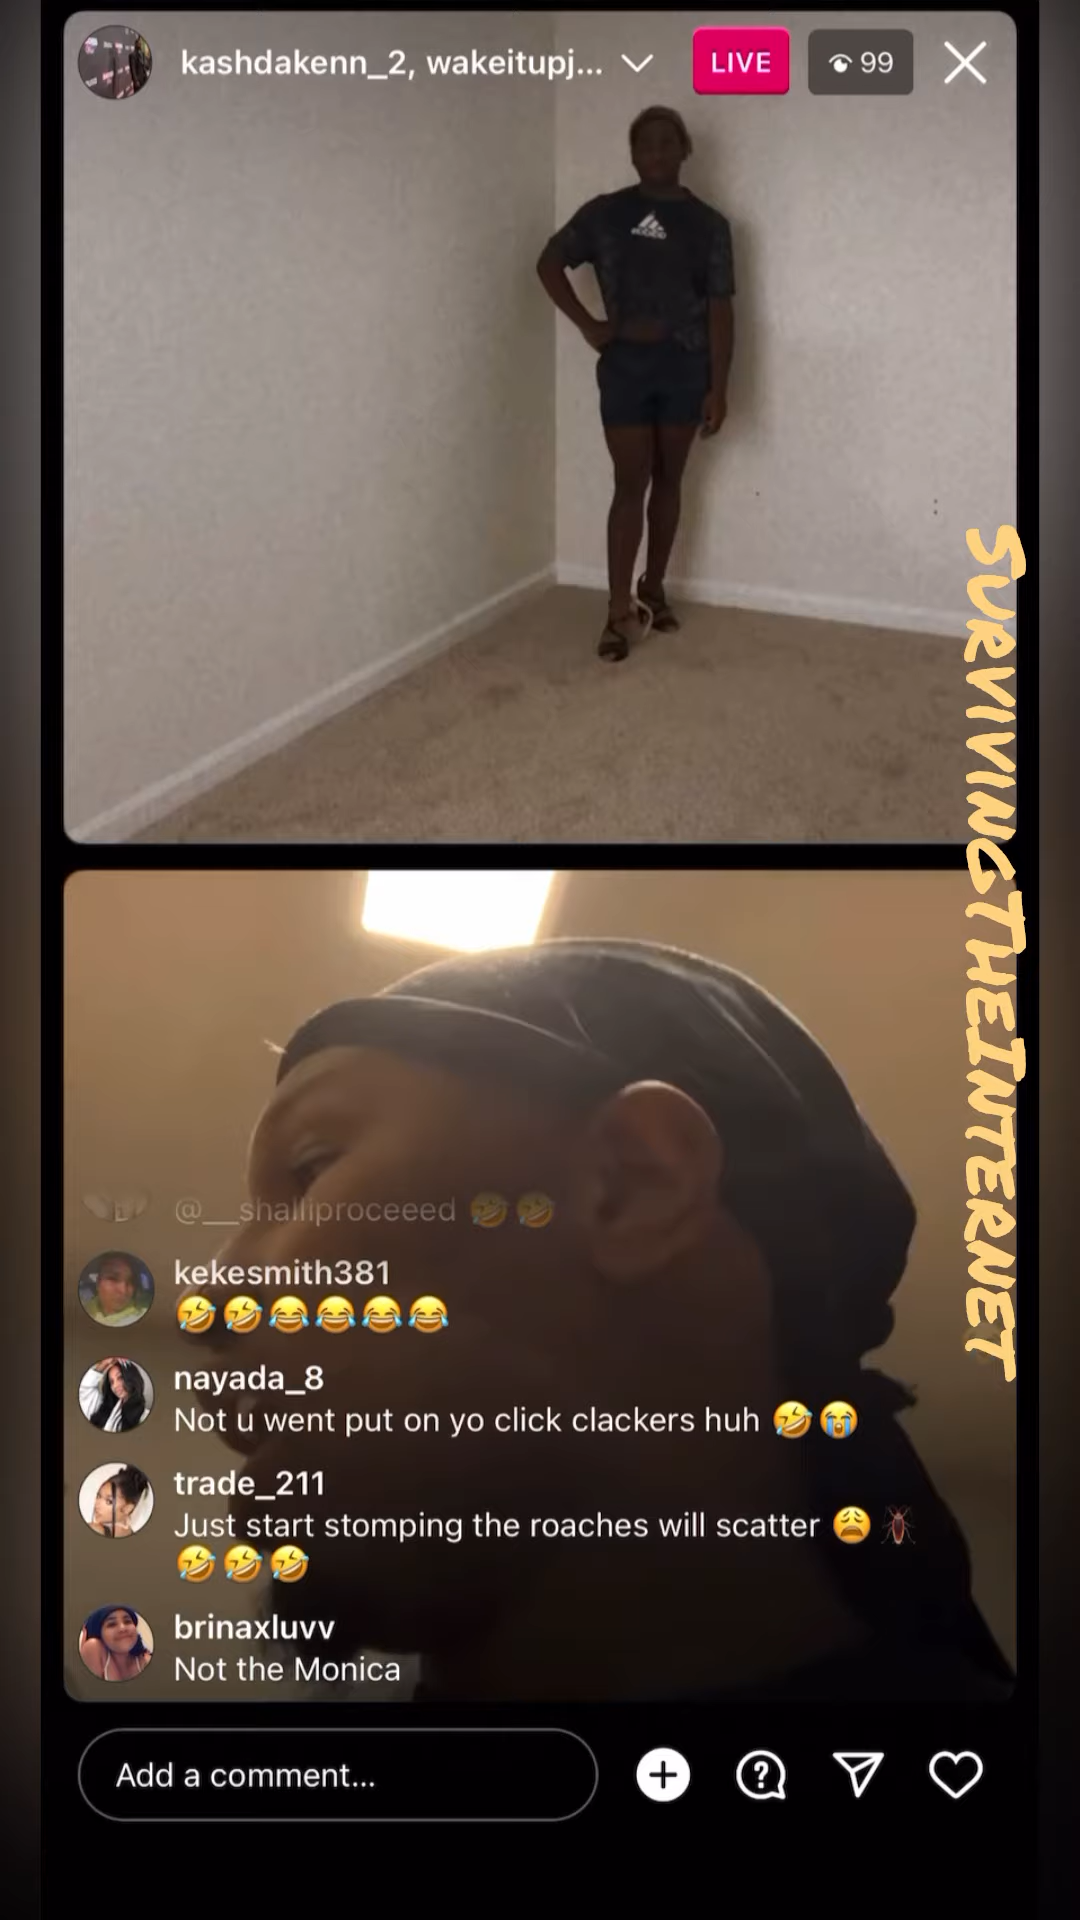 kashdakenn_2, wakeitupj...
LIVE
99
SURVIVINGTHEINTERNET
@__shalliproceeed 🤣🤣
kekesmith381
🤣🤣😂😂😂😂
nayada_8
Not u went put on yo click clackers huh 🤣😭
trade_211
Just start stomping the roaches will scatter 😩🪳
🤣🤣🤣
brinaxluvv
Not the Monica
Add a comment...